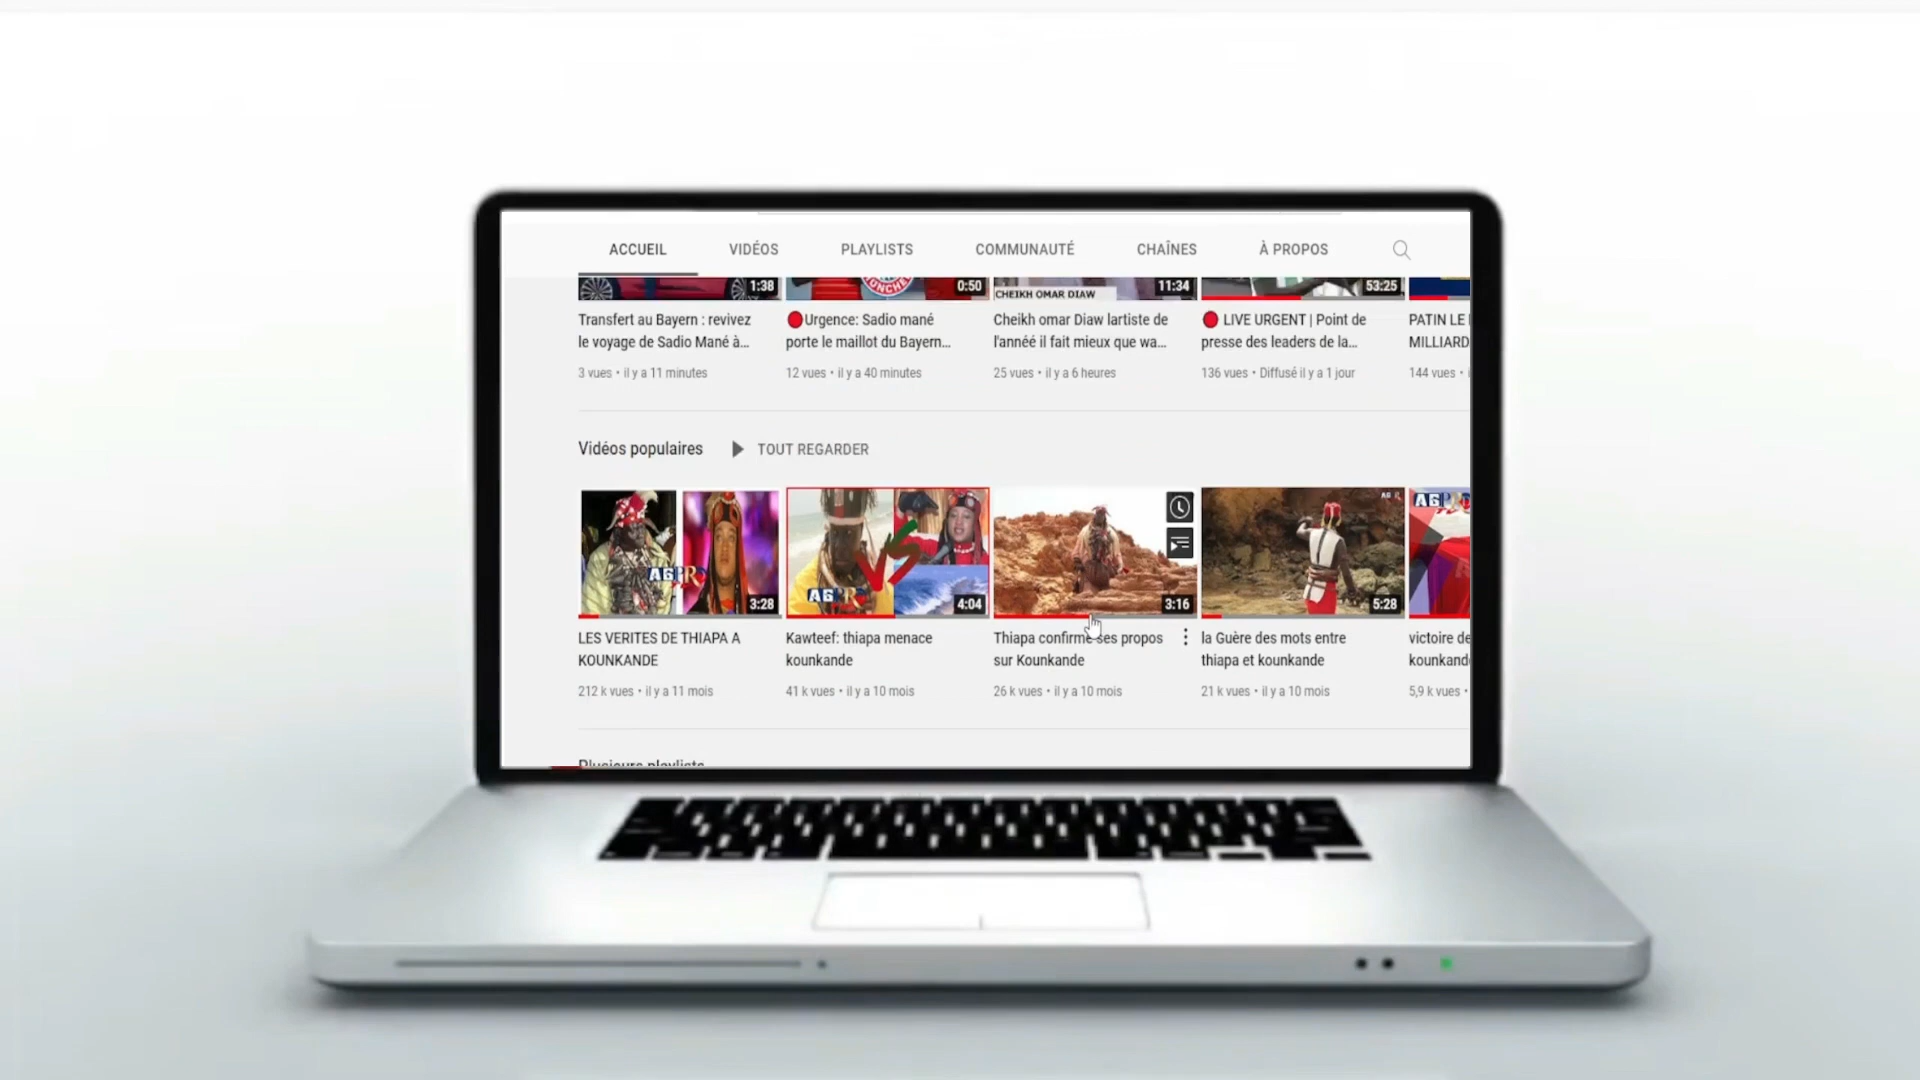 ACCUEIL VIDÉOS PLAYLISTS COMMUNAUTÉ CHAÎNES À PROPOS
1:38 0:50 CHEIKH OMAR DIAW 11:34 53:25
Transfert au Bayern : revivez
le voyage de Sadio Mané à...
3 vues • il y a 11 minutes
🔴Urgence: Sadio mané
porte le maillot du Bayern...
12 vues • il y a 40 minutes
Cheikh omar Diaw lartiste de
l'annéé il fait mieux que wa...
25 vues • il y a 6 heures
🔴 LIVE URGENT | Point de
presse des leaders de la...
136 vues • Diffusé il y a 1 jour
PATIN LE
MILLIARD
144 vues •
Vidéos populaires TOUT REGARDER
3:28 VS 4:04 3:16 5:28
LES VERITES DE THIAPA A
KOUNKANDE
212 k vues • il y a 11 mois
Kawteef: thiapa menace
kounkande
41 k vues • il y a 10 mois
Thiapa confirme ses propos
sur Kounkande
26 k vues • il y a 10 mois
la Guère des mots entre
thiapa et kounkande
21 k vues • il y a 10 mois
victoire de
kounkand
5,9 k vues •
Plusieurs playlists